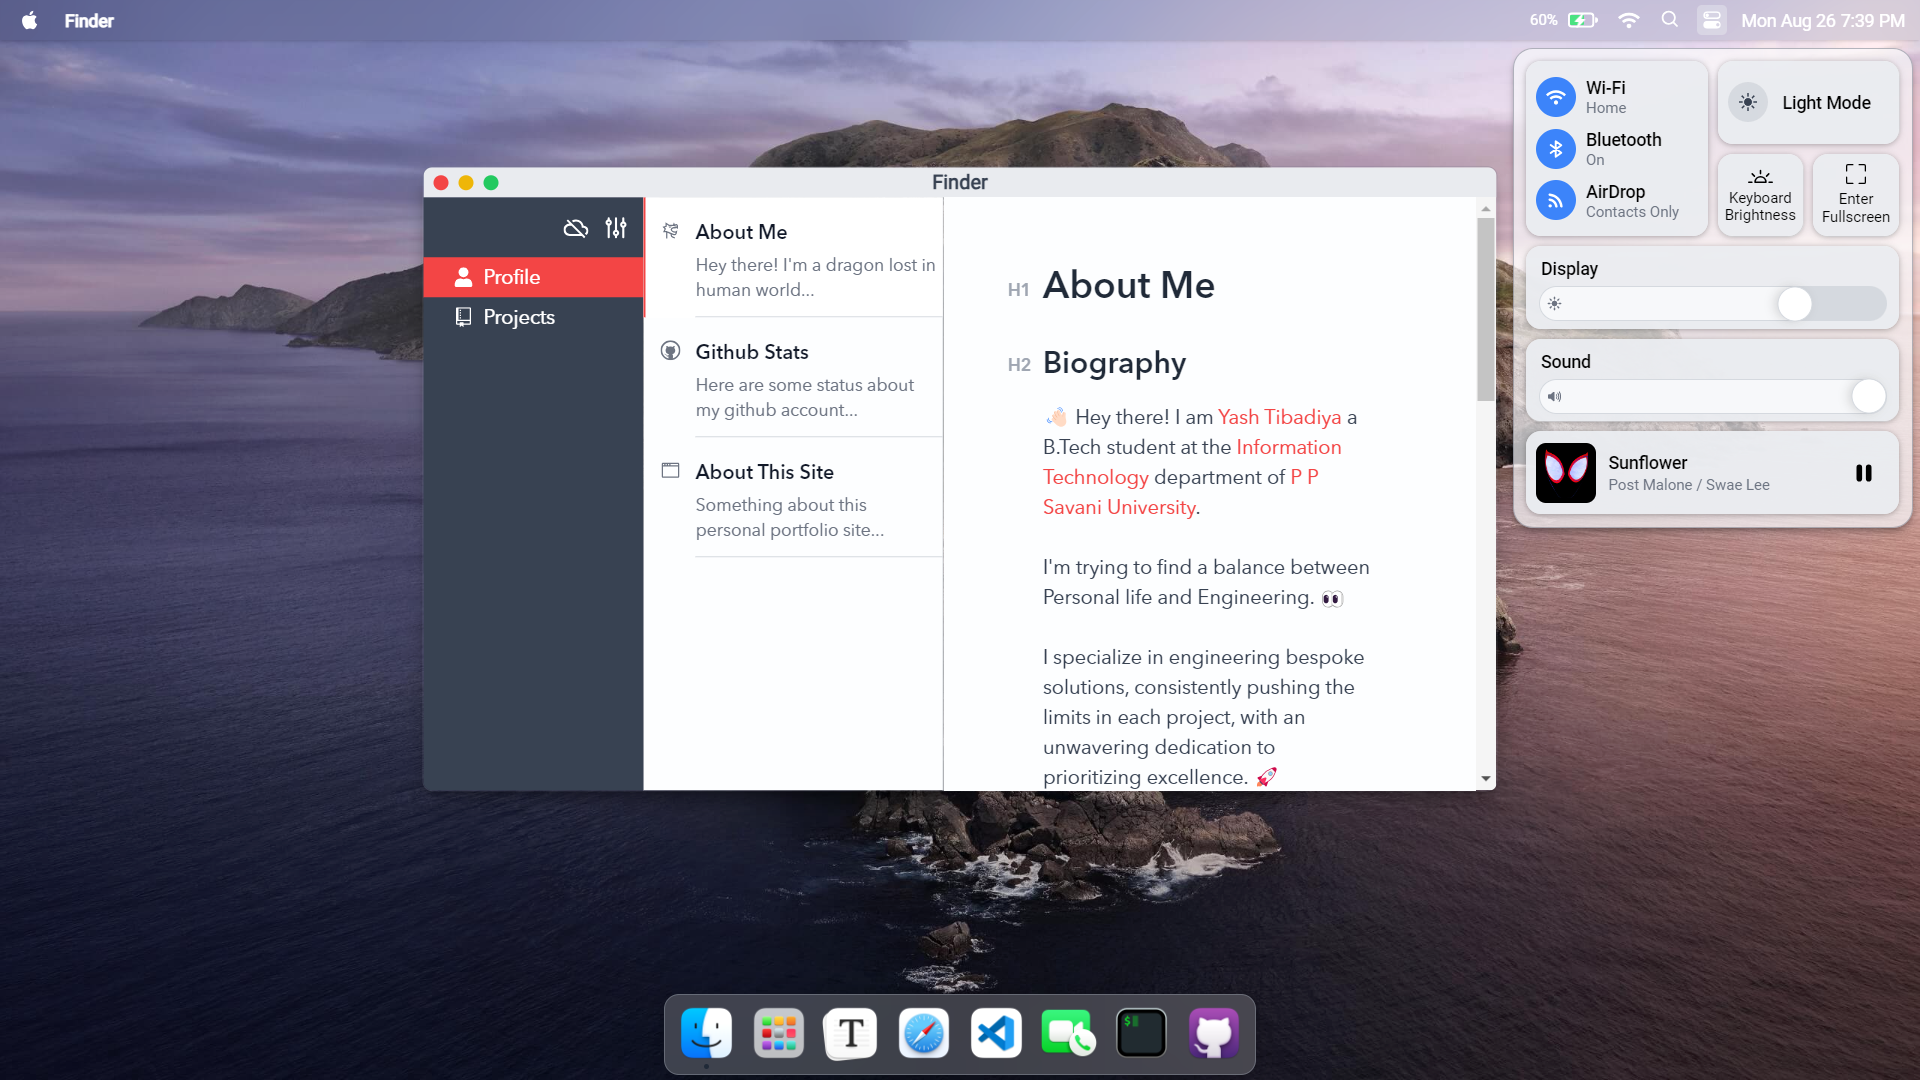 Finder
60%
Mon Aug 26 7:39 PM
Wi-Fi
Home
Bluetooth
On
AirDrop
Contacts Only
Light Mode
Keyboard
Brightness
Enter
Fullscreen
Display
Sound
Sunflower
Post Malone / Swae Lee
Finder
Profile
Projects
About Me
Hey there! I'm a dragon lost in
human world...
Github Stats
Here are some status about
my github account...
About This Site
Something about this
personal portfolio site...
H1 About Me
H2 Biography
👋🏻 Hey there! I am Yash Tibadiya a
B.Tech student at the Information
Technology department of P P
Savani University.
I'm trying to find a balance between
Personal life and Engineering. 👀
I specialize in engineering bespoke
solutions, consistently pushing the
limits in each project, with an
unwavering dedication to
prioritizing excellence. 🚀
T
$